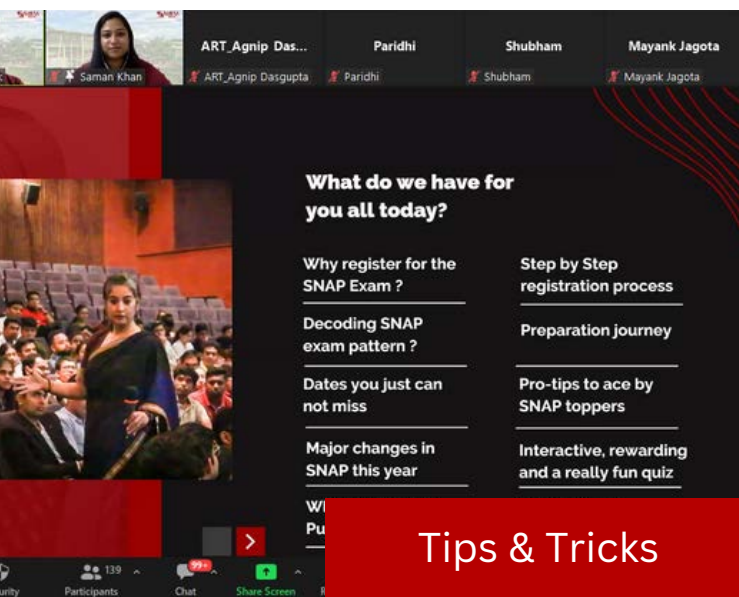 ART_Agnip Das...
Paridhi
Shubham
Mayank Jagota
Saman Khan
ART_Agnip Dasgupta
Paridhi
Shubham
Mayank Jagota
What do we have for
you all today?
Why register for the
SNAP Exam ?
Decoding SNAP
exam pattern ?
Dates you just can
not miss
Major changes in
SNAP this year
Step by Step
registration process
Preparation journey
Pro-tips to ace by
SNAP toppers
Interactive, rewarding
and a really fun quiz
Tips & Tricks
139
99+
Participants
Chat
Share Screen